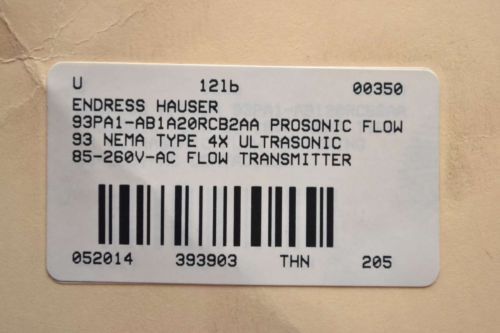 U 12lb 00350
ENDRESS HAUSER
93PA1-AB1A20RCB2AA PROSONIC FLOW
93 NEMA TYPE 4X ULTRASONIC
85-260V-AC FLOW TRANSMITTER
052014 393903 THN 205